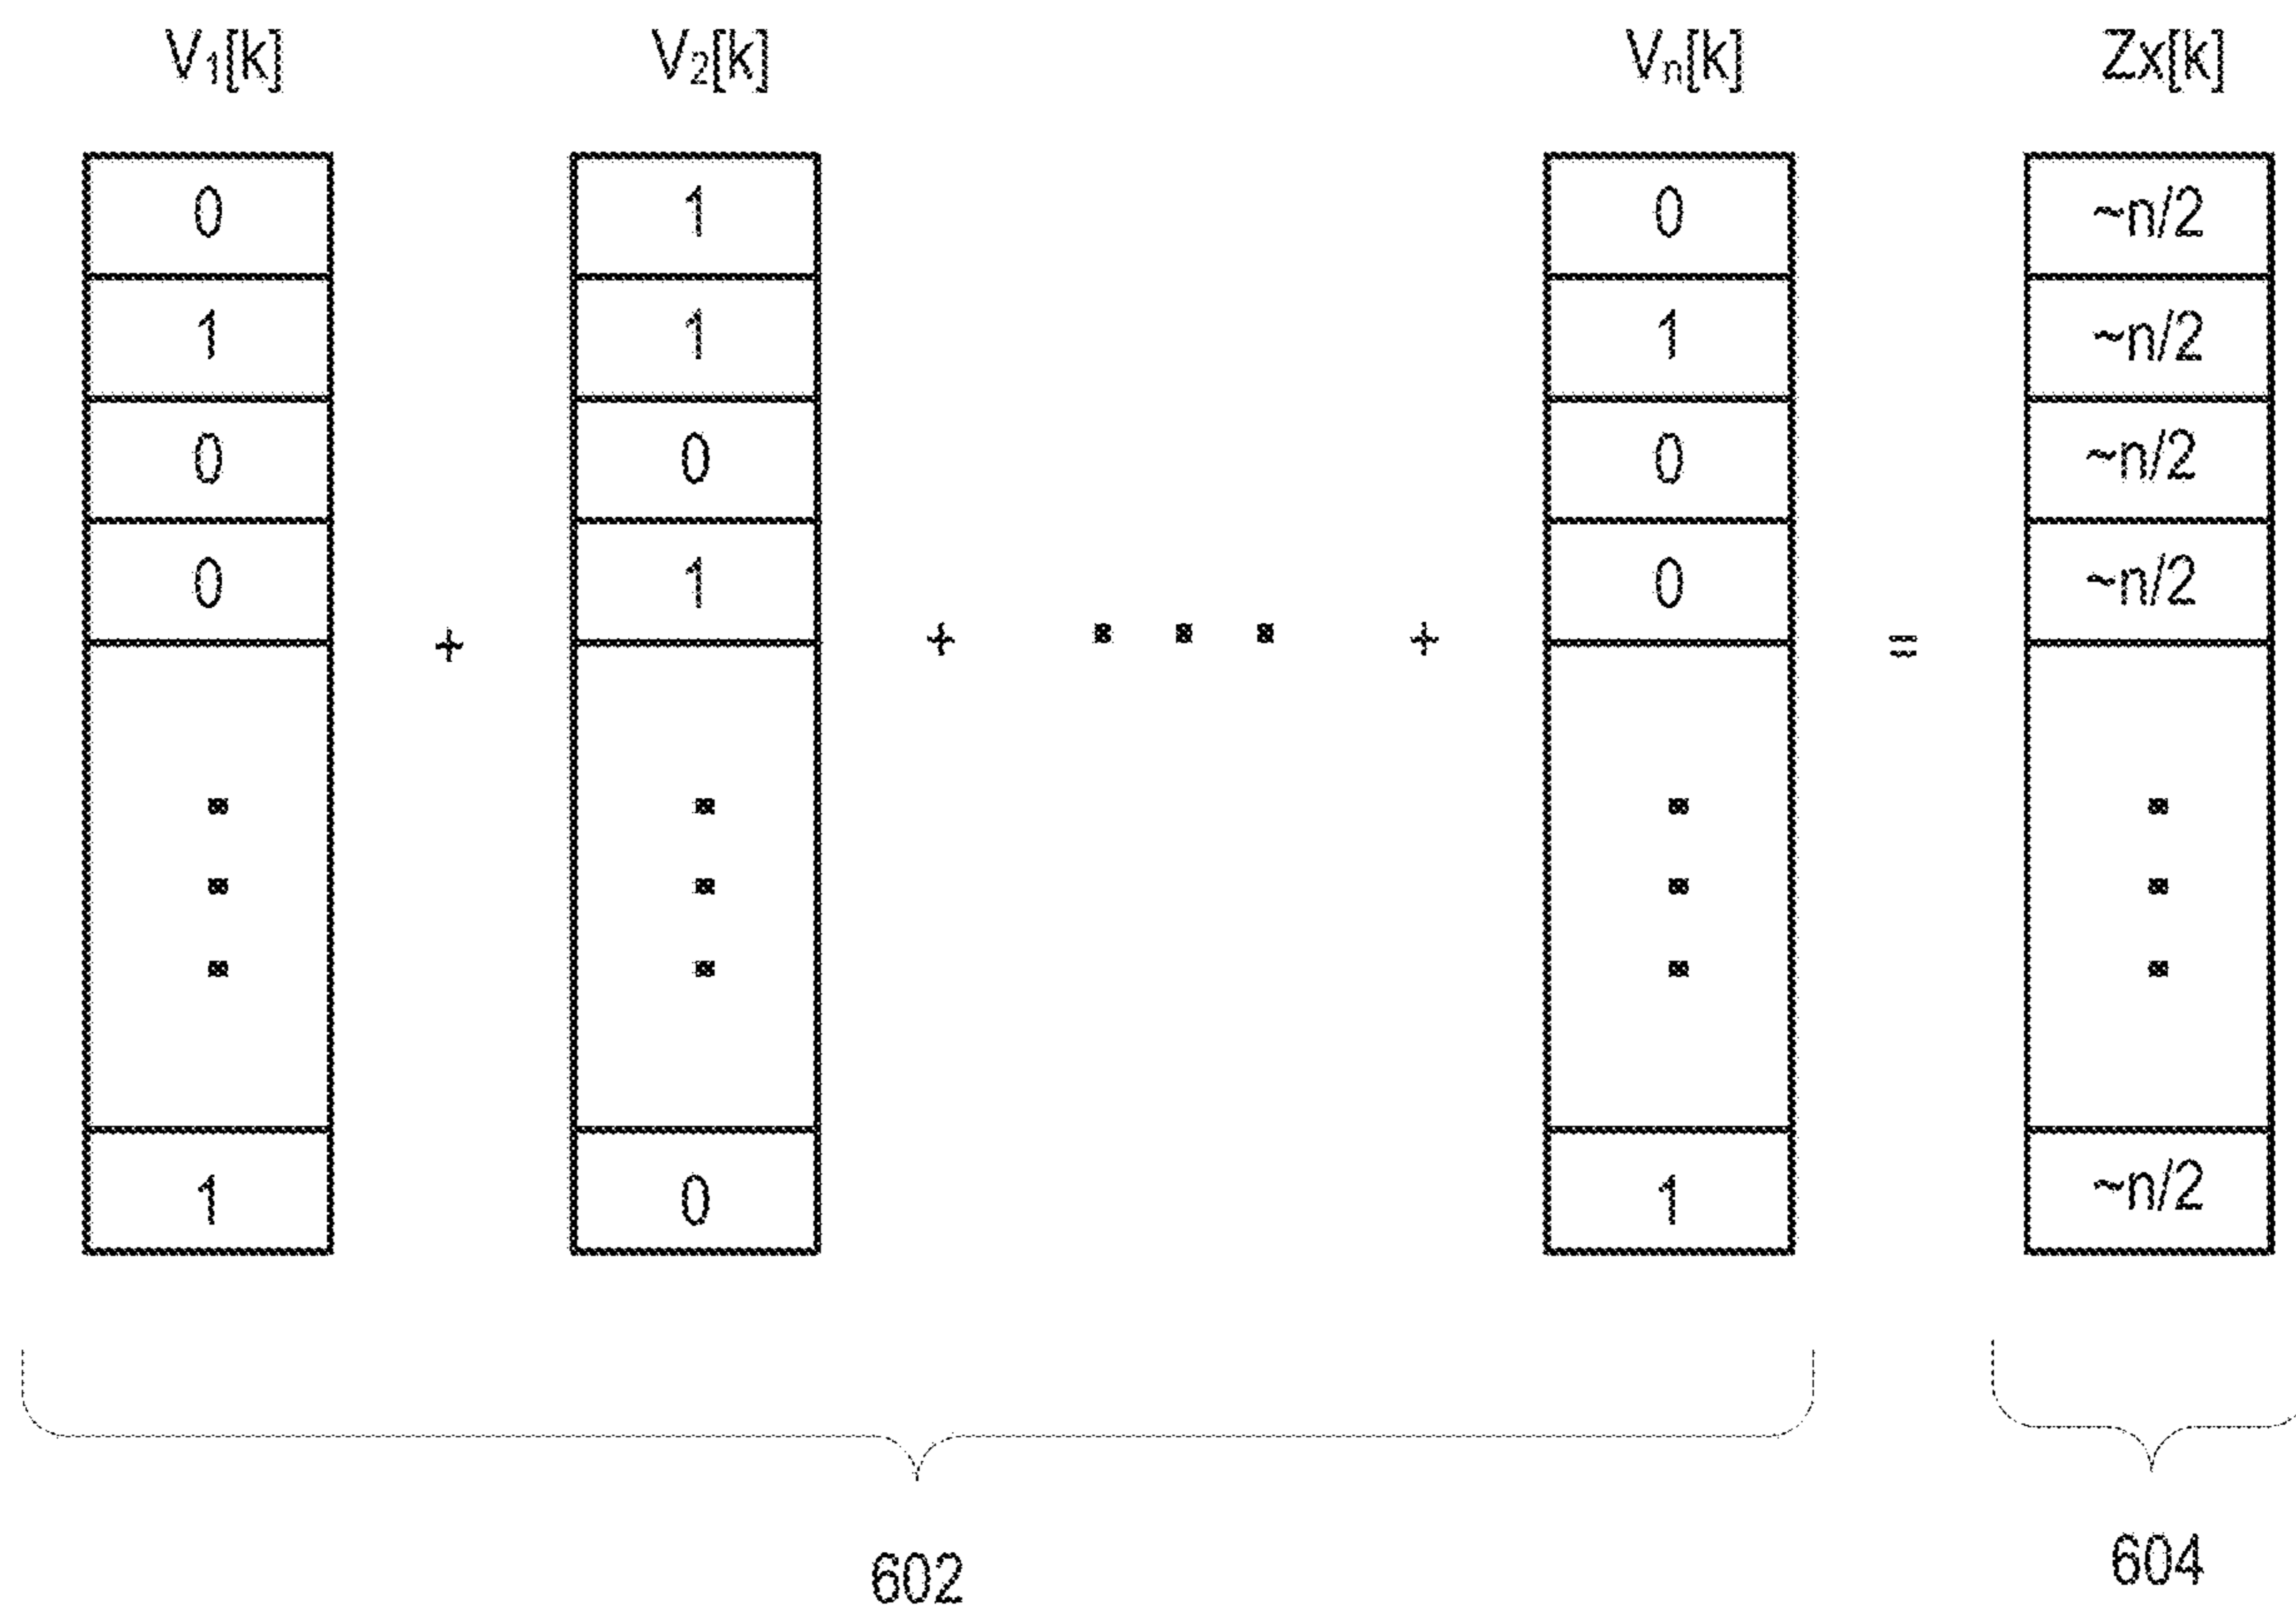 V₁[k] V₂[k] Vₙ[k] Zx[k]
0 1 0 ~n/2
1 1 1 ~n/2
0 0 0 ~n/2
0 1 0 ~n/2
+ + + =
1 0 1 ~n/2
602 604